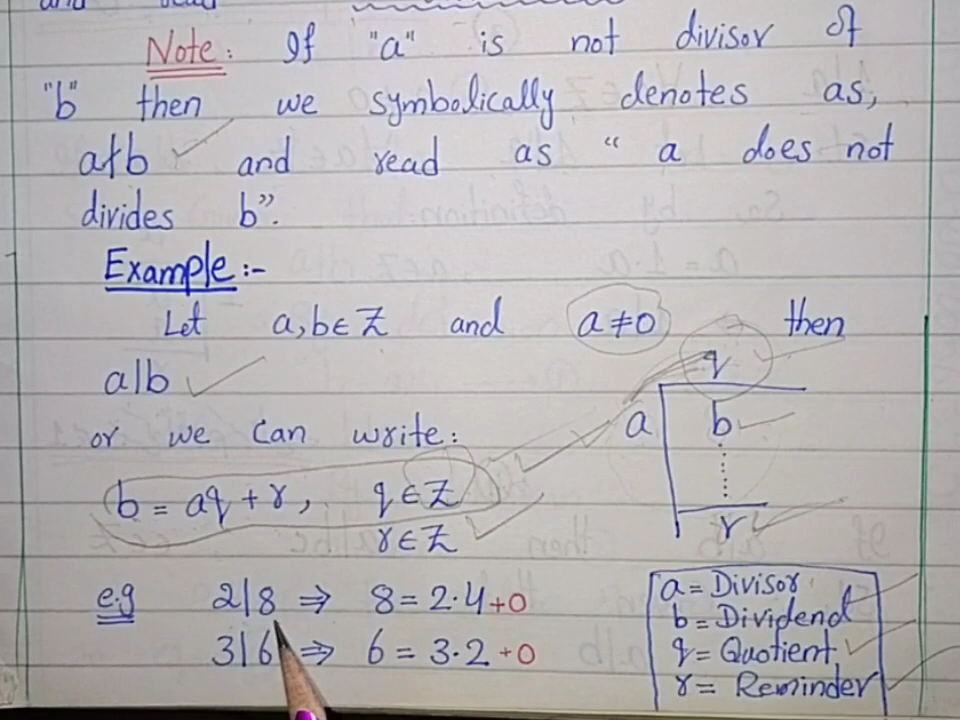 and read
Note: If "a" is not divisor of
"b" then we symbolically denotes as,
a∤b and read as “ a does not
divides b”.
Example:-
Let a, b ∈ Z and a ≠ 0 then
a|b
or we can write:
b = aq + r, q ∈ Z
r ∈ Z
q
a b
r
e.g 2|8 ⇒ 8 = 2·4 + 0
3|6 ⇒ 6 = 3·2 + 0
a = Divisor
b = Dividend
q = Quotient
r = Reminder